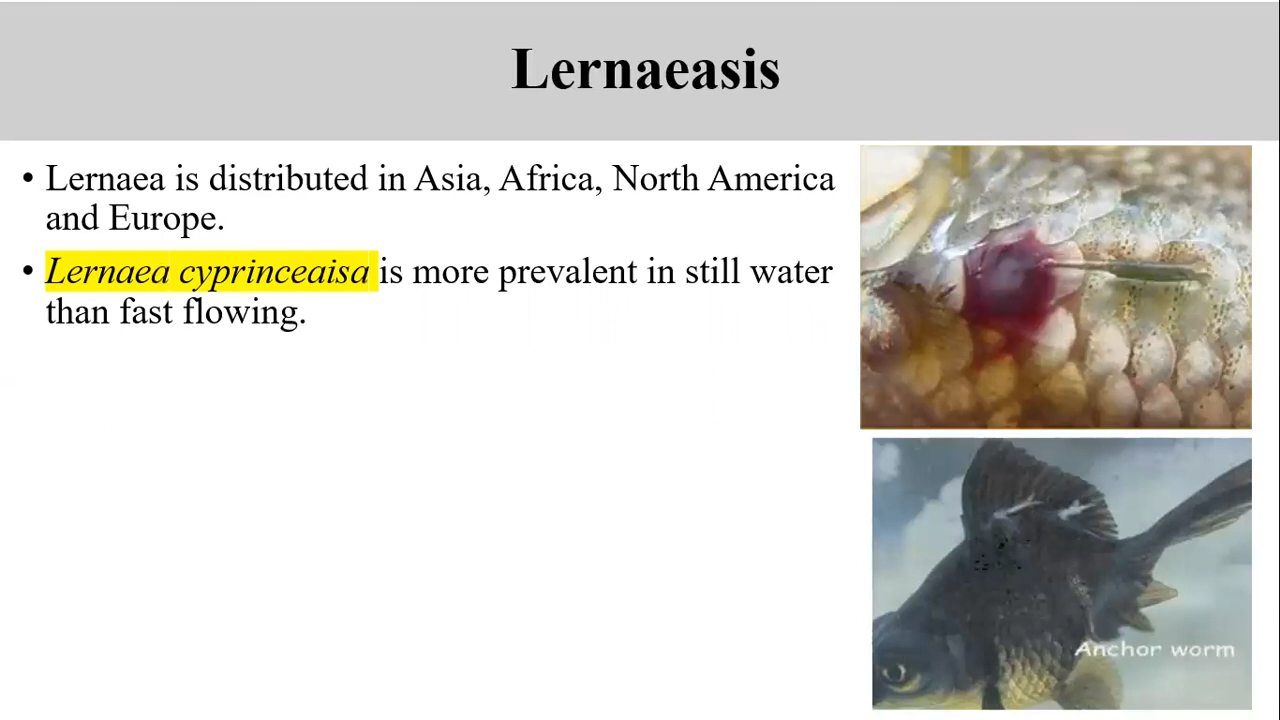 Lernaeasis
• Lernaea is distributed in Asia, Africa, North America
and Europe.
• Lernaea cyprinceaisa is more prevalent in still water
than fast flowing.
Anchor worm